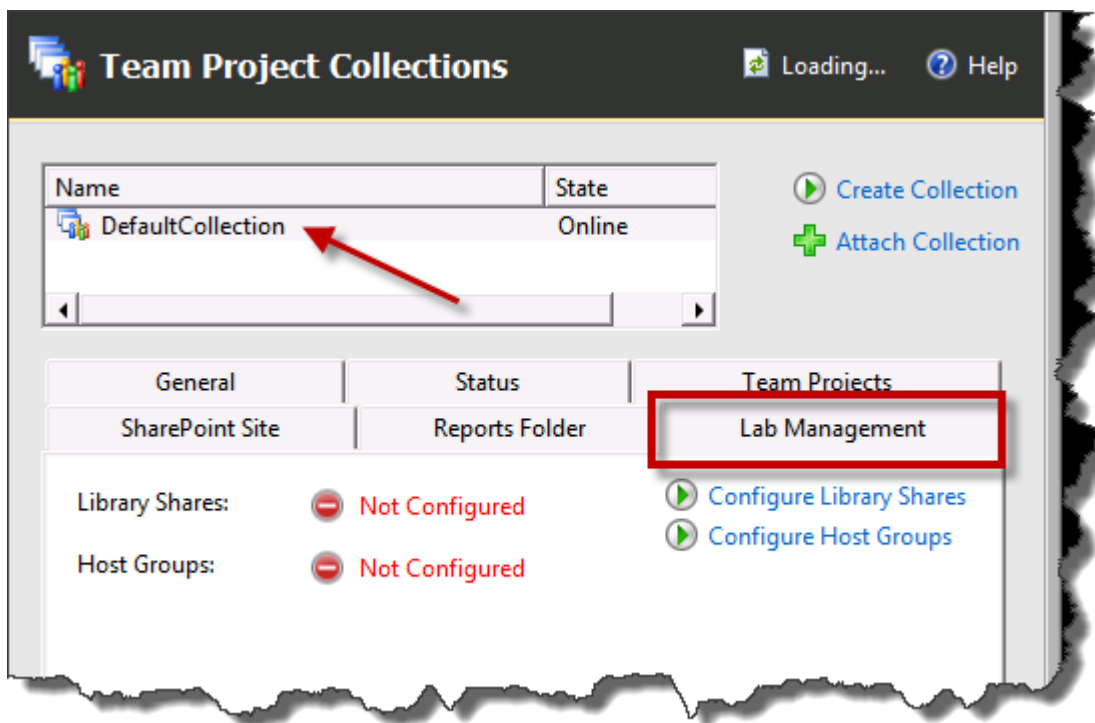 Team Project Collections
Loading...
Help
Name
State
DefaultCollection
Online
Create Collection
Attach Collection
General
Status
Team Projects
SharePoint Site
Reports Folder
Lab Management
Library Shares:
Not Configured
Configure Library Shares
Configure Host Groups
Host Groups:
Not Configured